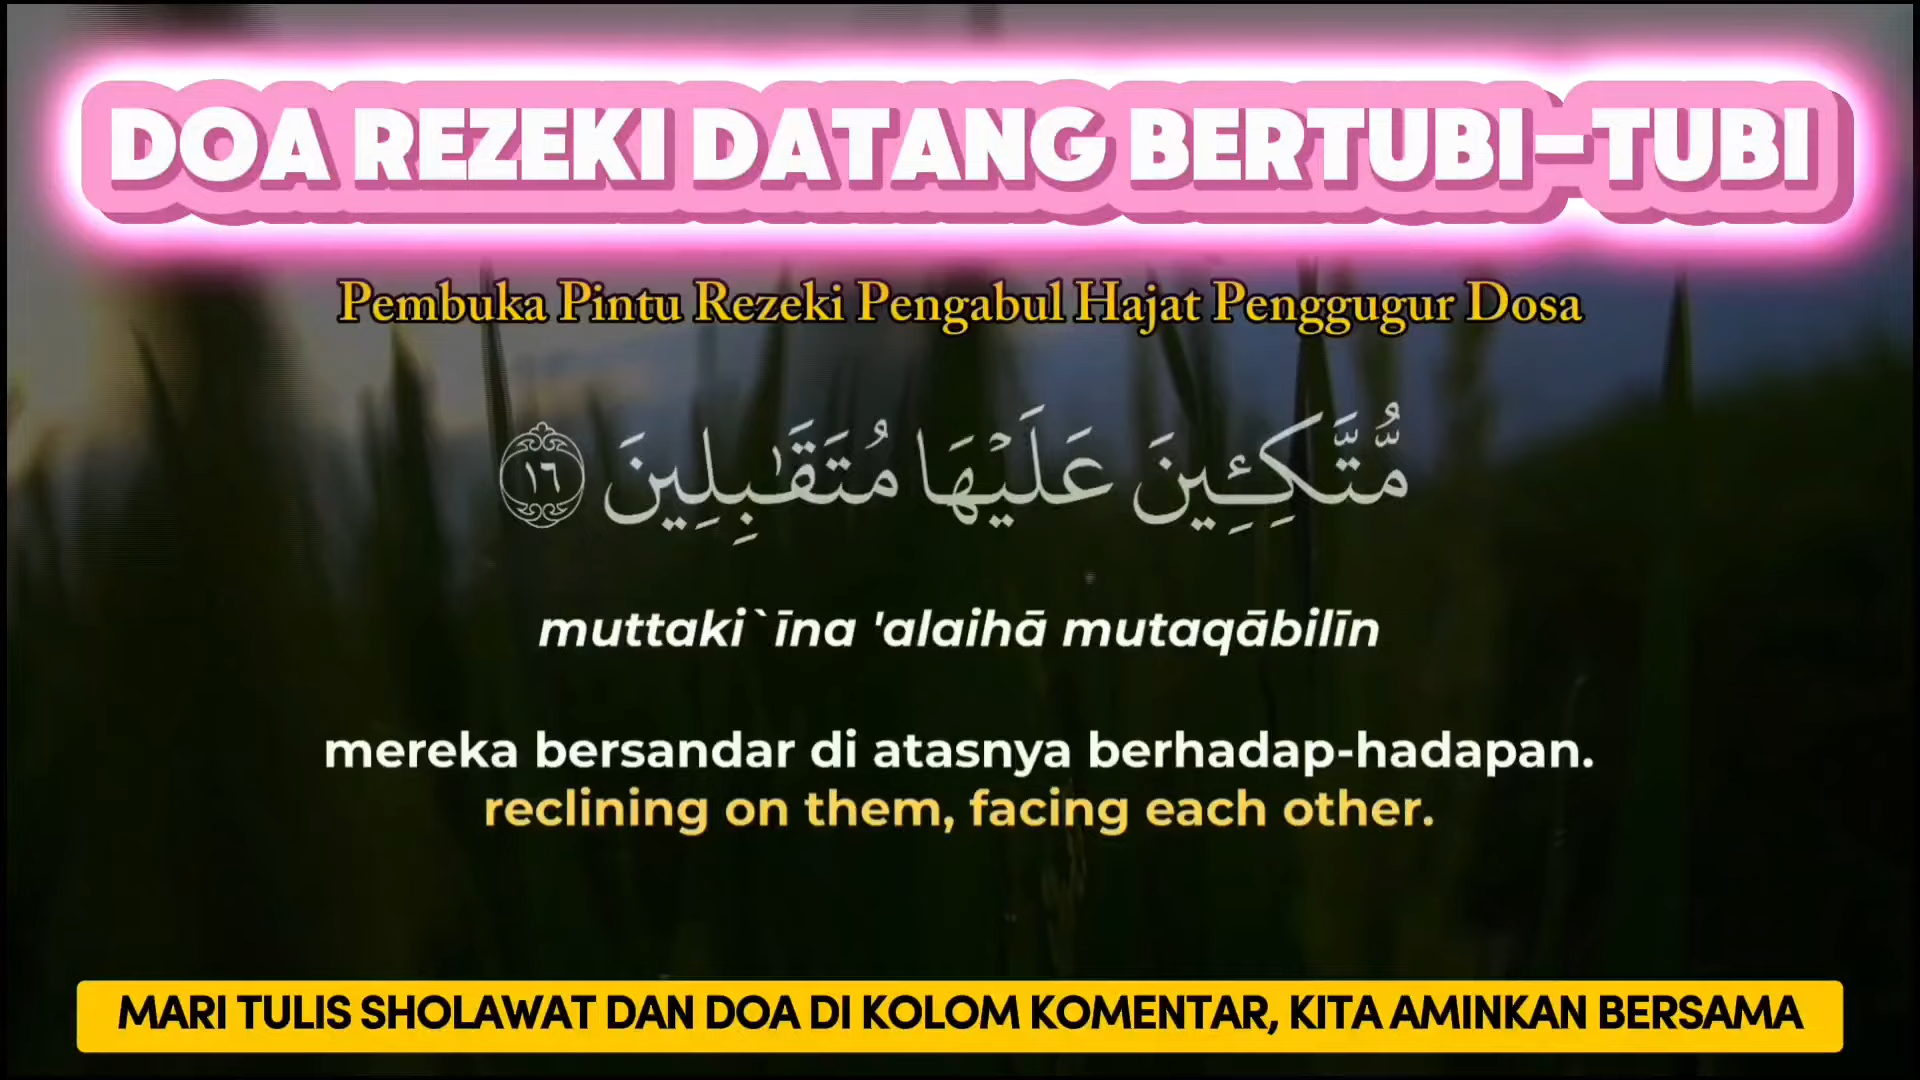 DOA REZEKI DATANG BERTUBI-TUBI
Pembuka Pintu Rezeki Pengabul Hajat Penggugur Dosa
مُّتَّكِـِٔينَ عَلَيْهَا مُتَقَٰبِلِينَ ١٦
muttaki`īna 'alaihā mutaqābilīn
mereka bersandar di atasnya berhadap-hadapan.
reclining on them, facing each other.
MARI TULIS SHOLAWAT DAN DOA DI KOLOM KOMENTAR, KITA AMINKAN BERSAMA